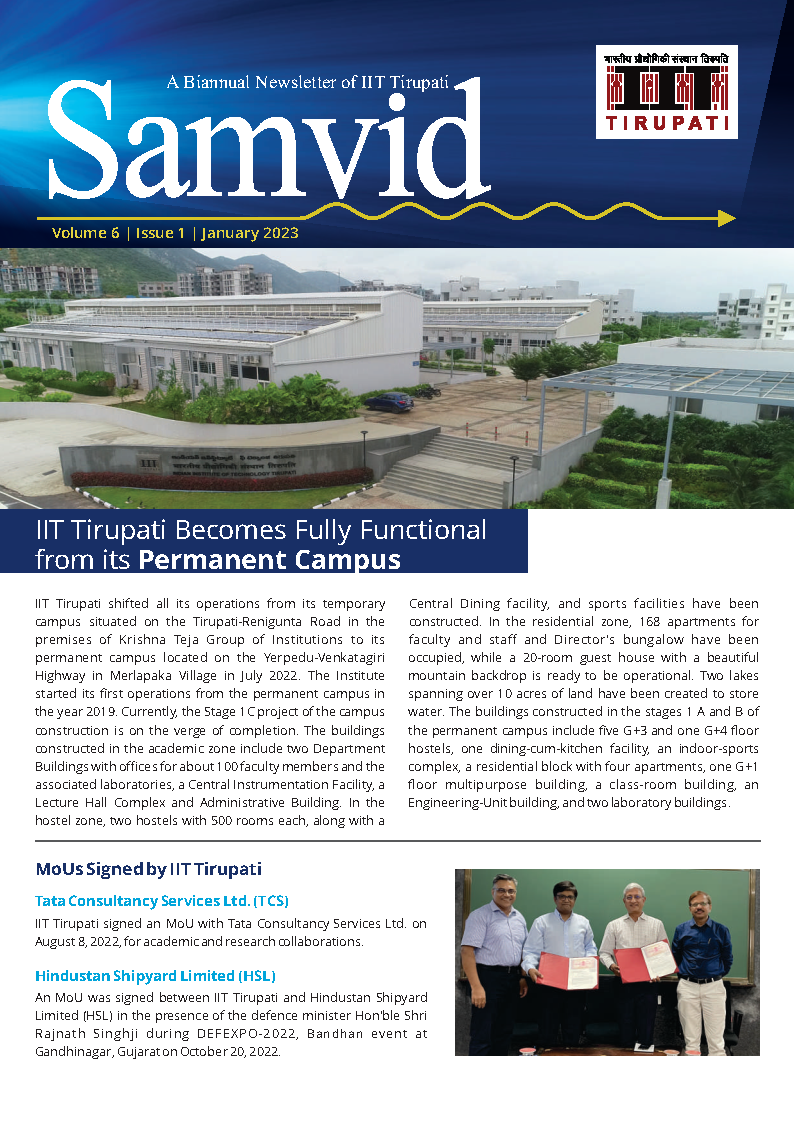 A Biannual Newsletter of IIT Tirupati
Samvid
भारतीय प्रौद्योगिकी संस्थान तिरुपति
TIRUPATI
Volume 6 | Issue 1 | January 2023
भारतीय प्रौद्योगिकी संस्थान तिरुपति
INDIAN INSTITUTE OF TECHNOLOGY TIRUPATI
IIT Tirupati Becomes Fully Functional
from its Permanent Campus
IIT Tirupati shifted all its operations from its temporary
campus situated on the Tirupati-Renigunta Road in the
premises of Krishna Teja Group of Institutions to its
permanent campus located on the Yerpedu-Venkatagiri
Highway in Merlapaka Village in July 2022. The Institute
started its first operations from the permanent campus in
the year 2019. Currently, the Stage 1C project of the campus
construction is on the verge of completion. The buildings
constructed in the academic zone include two Department
Buildings with offices for about 100 faculty members and the
associated laboratories, a Central Instrumentation Facility, a
Lecture Hall Complex and Administrative Building. In the
hostel zone, two hostels with 500 rooms each, along with a
Central Dining facility, and sports facilities have been
constructed. In the residential zone, 168 apartments for
faculty and staff and Director's bungalow have been
occupied, while a 20-room guest house with a beautiful
mountain backdrop is ready to be operational. Two lakes
spanning over 10 acres of land have been created to store
water. The buildings constructed in the stages 1 A and B of
the permanent campus include five G+3 and one G+4 floor
hostels, one dining-cum-kitchen facility, an indoor-sports
complex, a residential block with four apartments, one G+1
floor multipurpose building, a class-room building, an
Engineering-Unit building, and two laboratory buildings.
MoUs Signed by IIT Tirupati
Tata Consultancy Services Ltd. (TCS)
IIT Tirupati signed an MoU with Tata Consultancy Services Ltd. on
August 8, 2022, for academic and research collaborations.
Hindustan Shipyard Limited (HSL)
An MoU was signed between IIT Tirupati and Hindustan Shipyard
Limited (HSL) in the presence of the defence minister Hon'ble Shri
Rajnath Singhji during DEFEXPO-2022, Bandhan event at
Gandhinagar, Gujarat on October 20, 2022.